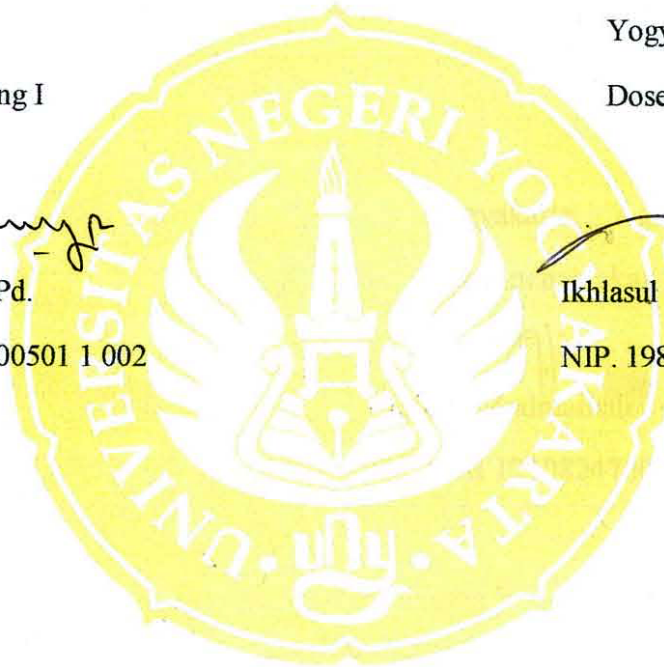 Yogy
ng I
Dose
UNIVERSITAS NEGERI YOGYAKARTA
uny
Pd.
Ikhlasul
00501 1 002
NIP. 198